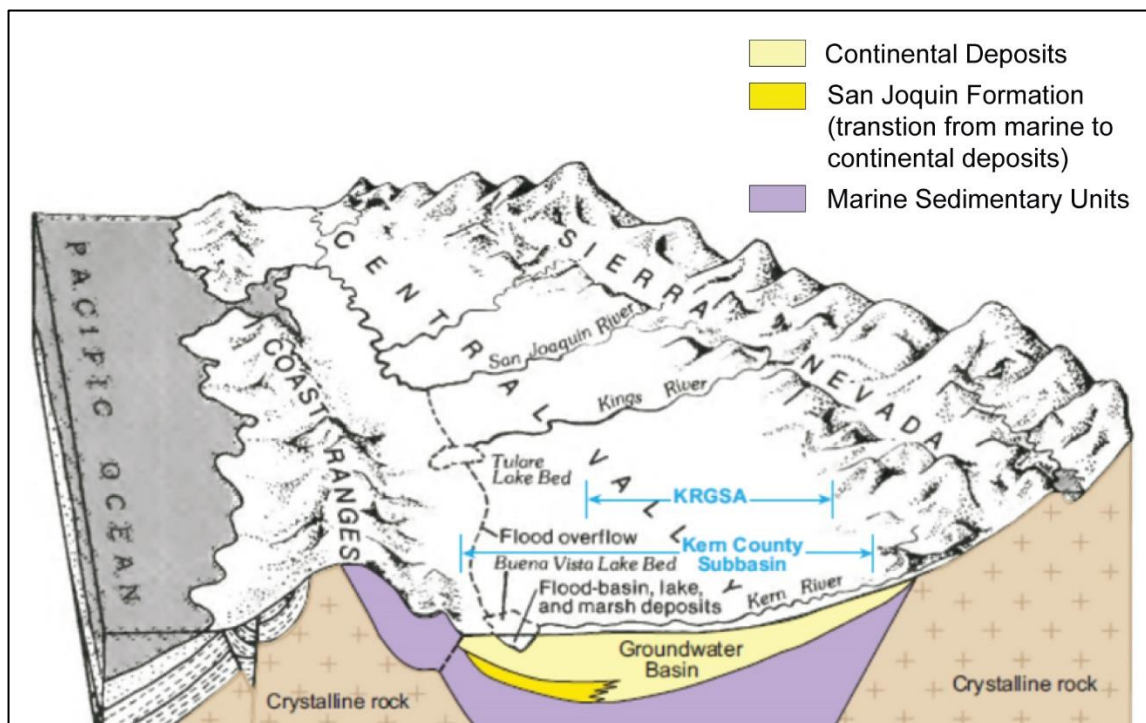 Continental Deposits
San Joquin Formation
(transtion from marine to
continental deposits)
Marine Sedimentary Units
PACIFIC OCEAN
COAST RANGES
CENTRAL VALLEY
SIERRA NEVADA
San Joaquin River
Kings River
Tulare
Lake Bed
KRGSA
Flood overflow
Kern County
Subbasin
Buena Vista Lake Bed
Flood-basin, lake,
and marsh deposits
Kern River
Groundwater
Basin
Crystalline rock
Crystalline rock